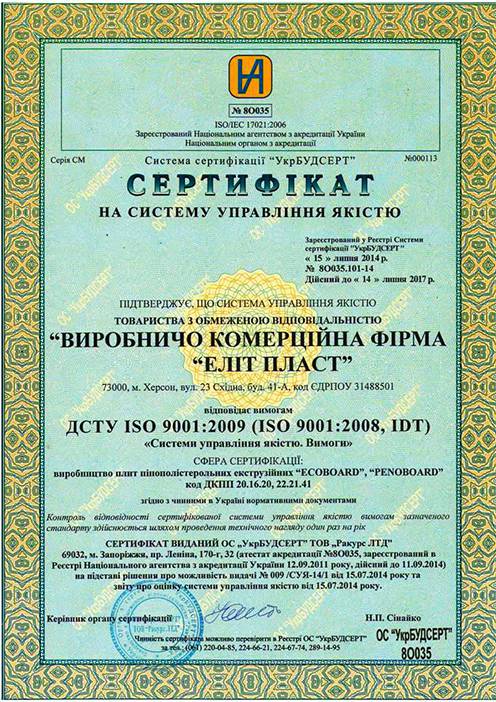 № 8О035
ISO/IEC 17021:2006
Зареєстрований Національним агентством з акредитації України
Національним органом з акредитації
Серія СМ
Система сертифікації "УкрБУДСЕРТ"
№000113
СЕРТИФІКАТ
НА СИСТЕМУ УПРАВЛІННЯ ЯКІСТЮ
Зареєстрований у Реєстрі Системи
сертифікації "УкрБУДСЕРТ"
« 15 » липня 2014 р.
№ 8О035.101-14
Дійсний до « 14 » липня 2017 р.
ПІДТВЕРДЖУЄ, ЩО СИСТЕМА УПРАВЛІННЯ ЯКІСТЮ
ТОВАРИСТВА З ОБМЕЖЕНОЮ ВІДПОВІДАЛЬНІСТЮ
“ВИРОБНИЧО КОМЕРЦІЙНА ФІРМА
“ЕЛІТ ПЛАСТ”
73000, м. Херсон, вул. 23 Східна, буд. 41-А, код ЄДРПОУ 31488501
відповідає вимогам
ДСТУ ISO 9001:2009 (ISO 9001:2008, IDT)
«Системи управління якістю. Вимоги»
СФЕРА СЕРТИФІКАЦІЇ:
виробництво плит пінополістерольних екструзійних “ECOBOARD”, “PENOBOARD”
код ДКПП 20.16.20, 22.21.41
згідно з чинними в Україні нормативними документами
Контроль відповідності сертифікованої системи управління якістю вимогам зазначеного
стандарту здійснюється шляхом проведення технічного нагляду один раз на рік
СЕРТИФІКАТ ВИДАНИЙ ОС „УкрБУДСЕРТ” ТОВ „Ракурс ЛТД”
69032, м. Запоріжжя, пр. Леніна, 170-г, 32 (атестат акредитації №8О035, зареєстрований в
Реєстрі Національного агентства з акредитації України 12.09.2011 року, дійсний до 11.09.2014)
на підставі рішення про можливість видачі № 009 /СУЯ-14/1 від 15.07.2014 року та
звіту про оцінку системи управління якістю від 15.07.2014 року.
Керівник органу сертифікації
Н.П. Сінайко
Чинність сертифіката можливо перевірити в Реєстрі ОС "УкрБУДСЕРТ"
за тел.: (061) 220-04-85, 224-66-21, 224-67-74, 289-14-95
ОС “УкрБУДСЕРТ”
8О035